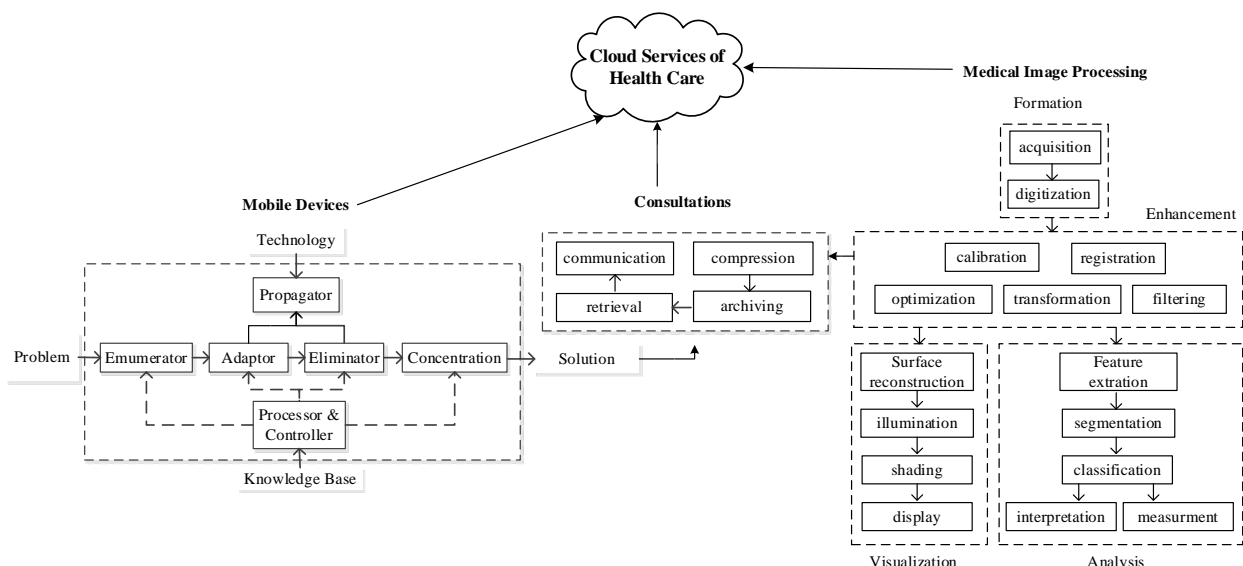 Cloud Services of
Health Care
Medical Image Processing
Formation
acquisition
digitization
Enhancement
calibration
registration
optimization
transformation
filtering
Mobile Devices
Consultations
Technology
communication
compression
retrieval
archiving
Propagator
Problem
Emumerator
Adaptor
Eliminator
Concentration
Solution
Processor &
Controller
Knowledge Base
Surface
reconstruction
illumination
shading
display
Visualization
Feature
extration
segmentation
classification
interpretation
measurment
Analysis